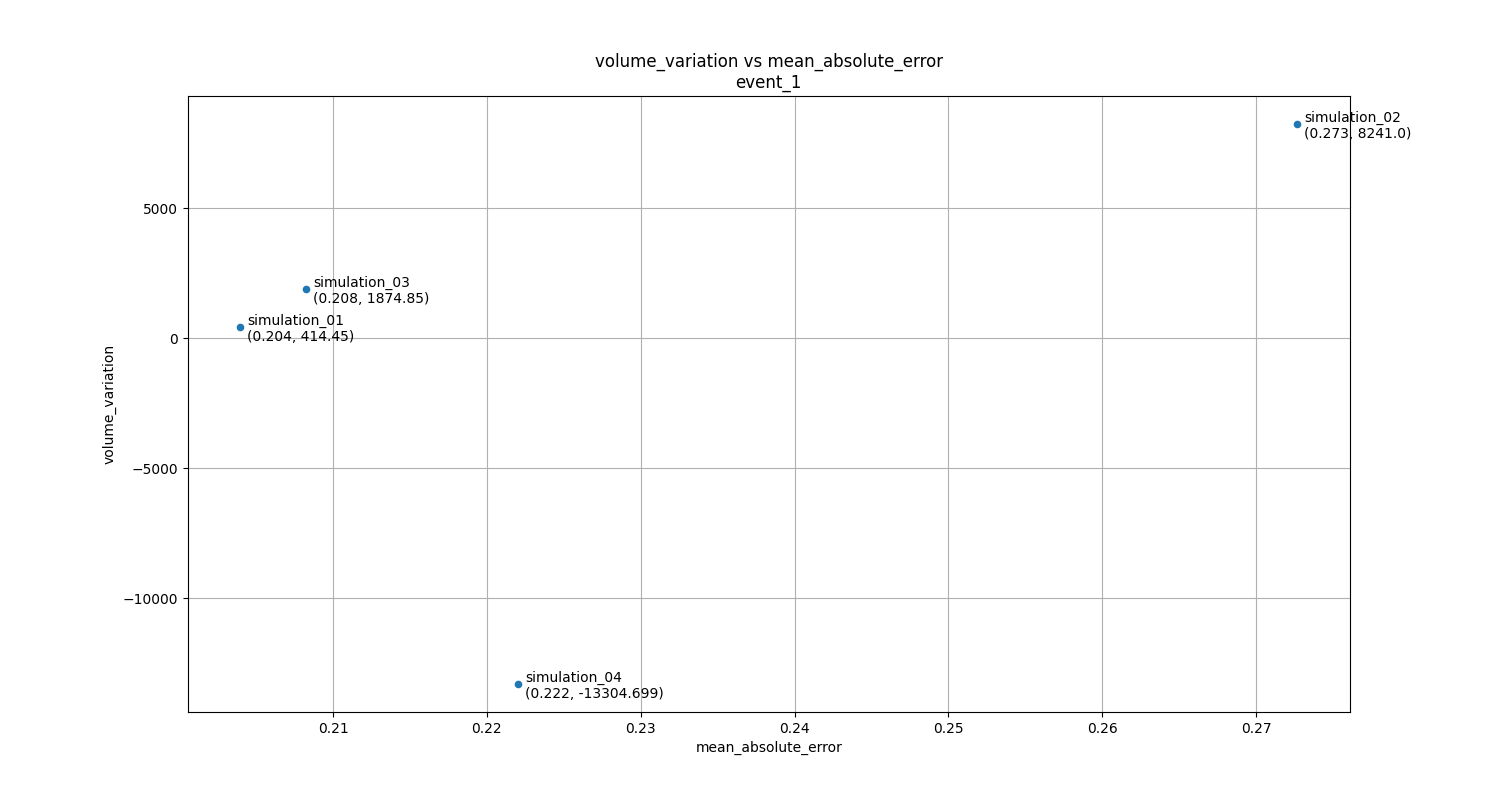 volume_variation vs mean_absolute_error
event_1
simulation_02
(0.273, 8241.0)
5000
simulation_03
(0.208, 1874.85)
simulation_01
(0.204, 414.45)
0
volume_variation
−5000
−10000
simulation_04
(0.222, -13304.699)
0.21
0.22
0.23
0.24
0.25
0.26
0.27
mean_absolute_error